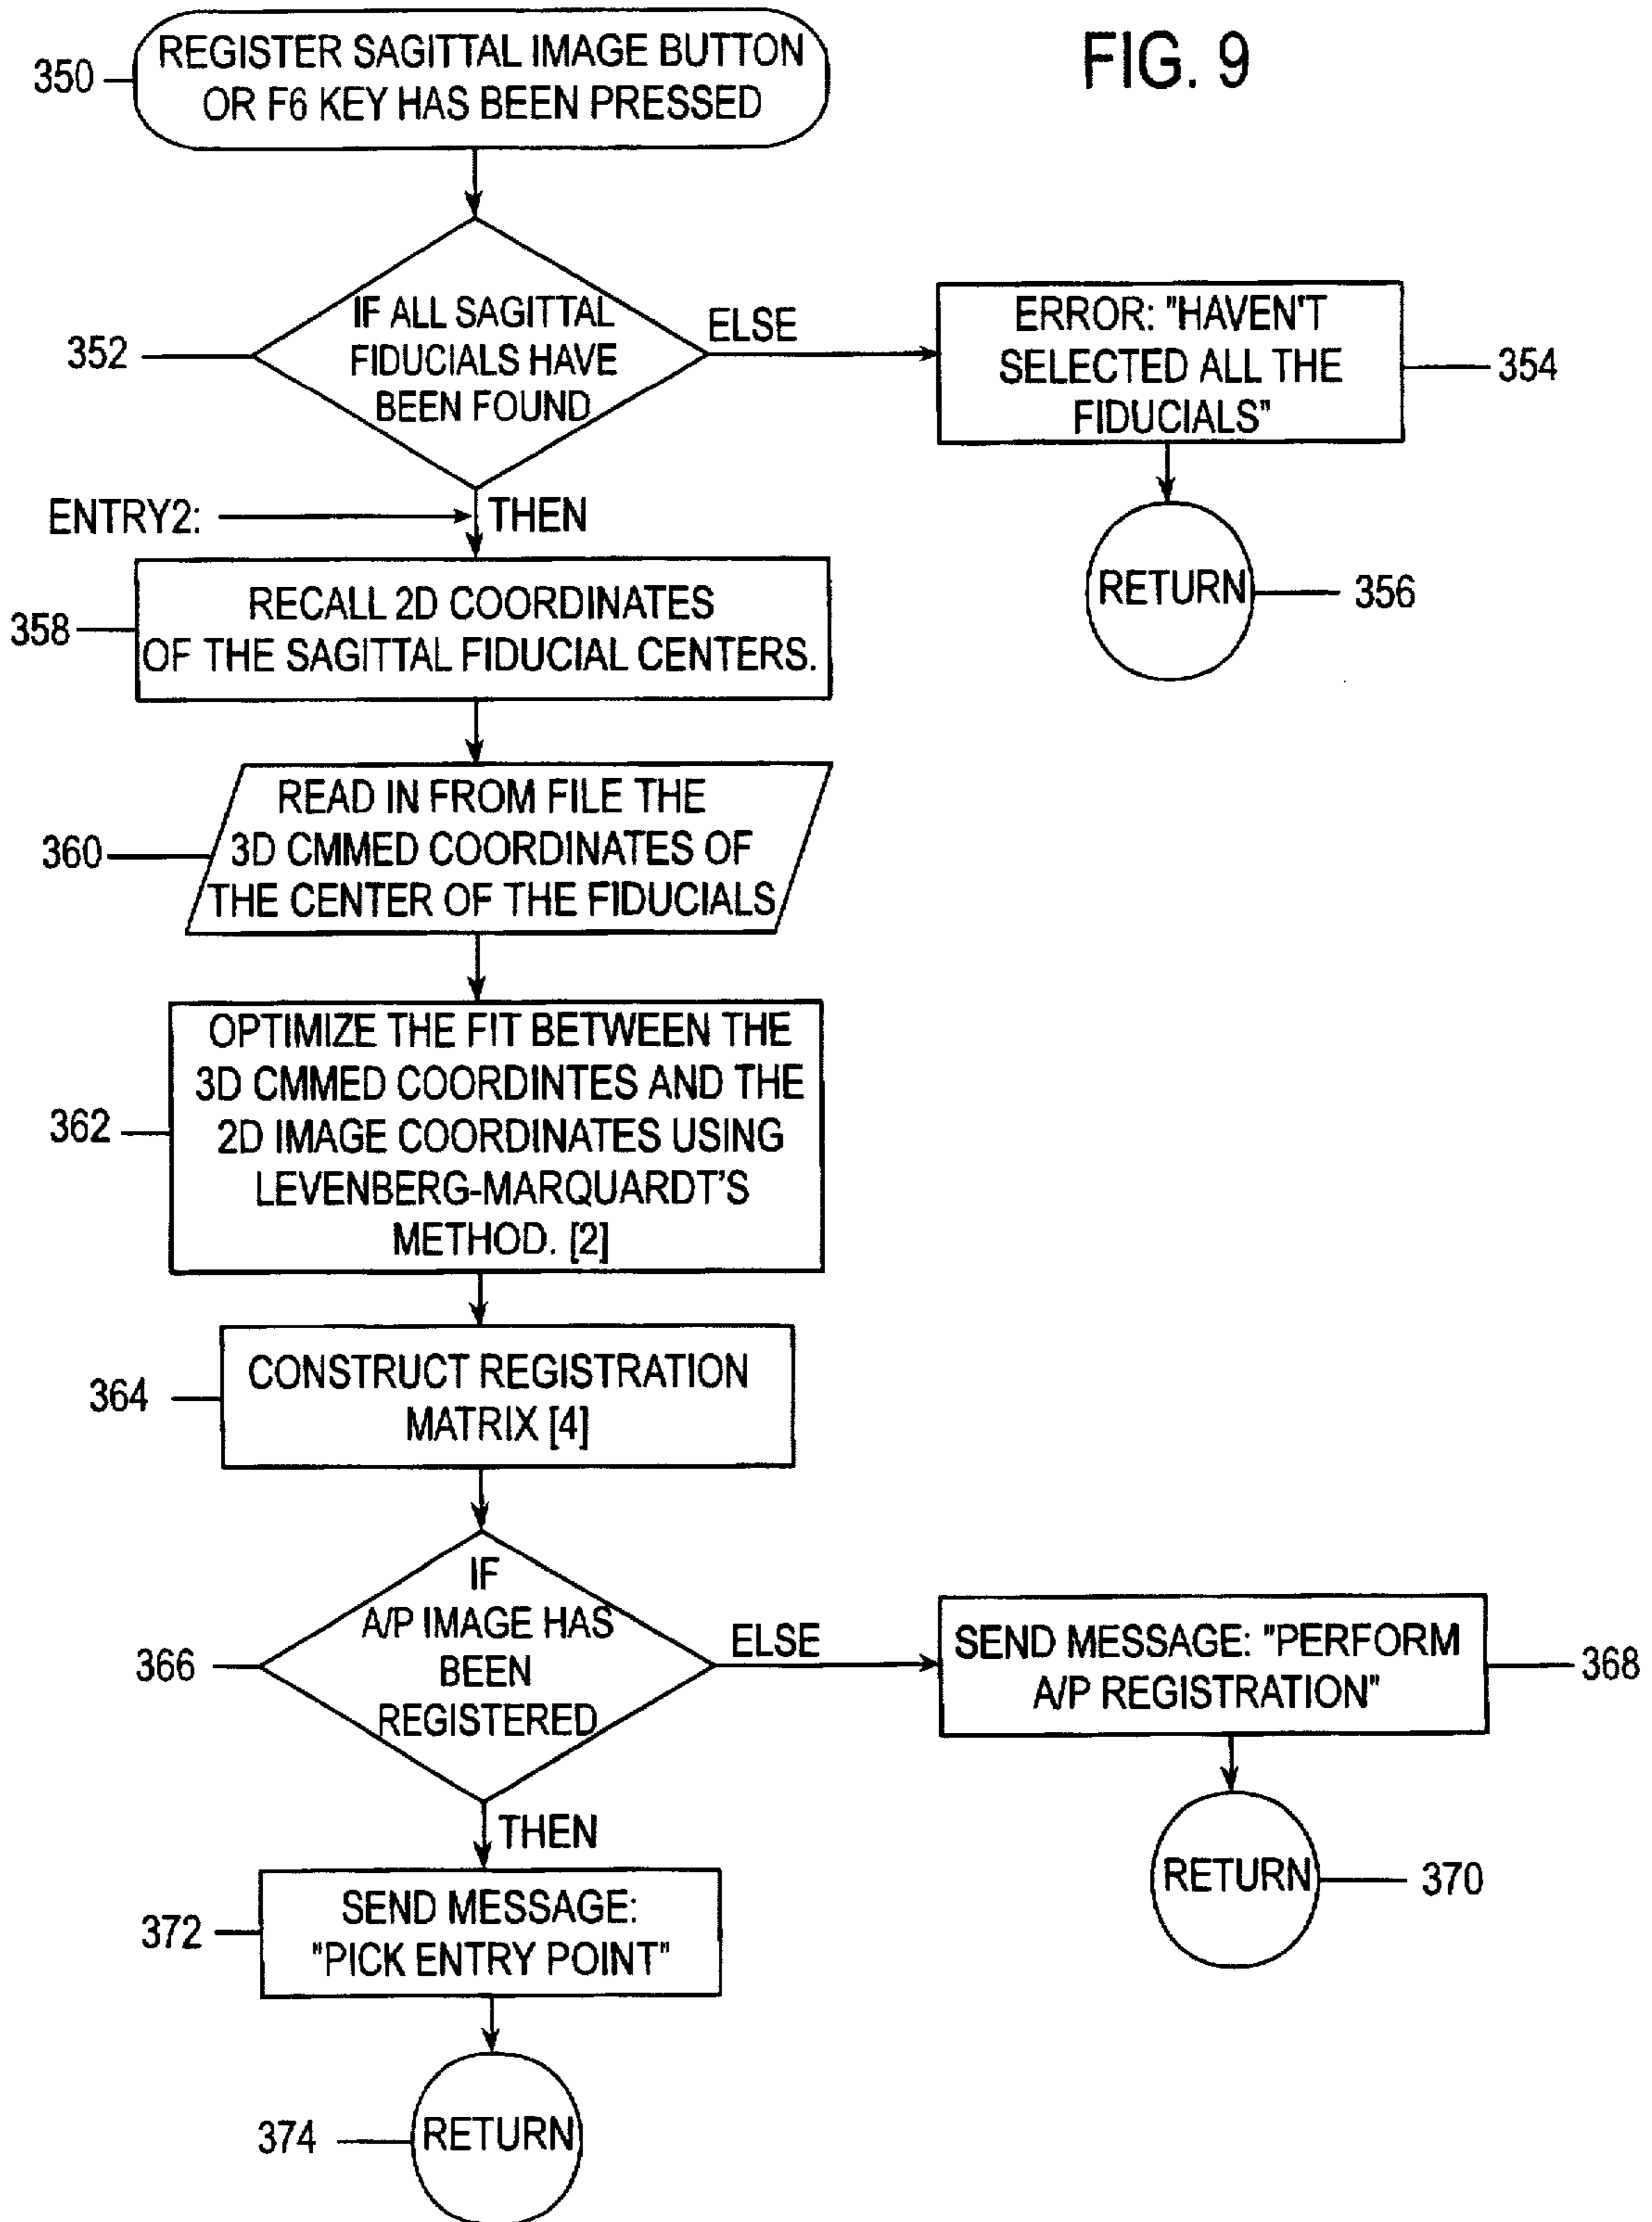 FIG. 9
350
REGISTER SAGITTAL IMAGE BUTTON
OR F6 KEY HAS BEEN PRESSED
352
IF ALL SAGITTAL
FIDUCIALS HAVE
BEEN FOUND
ELSE
ERROR: "HAVEN'T
SELECTED ALL THE
FIDUCIALS"
354
RETURN
356
ENTRY2:
THEN
358
RECALL 2D COORDINATES
OF THE SAGITTAL FIDUCIAL CENTERS.
360
READ IN FROM FILE THE
3D CMMED COORDINATES OF
THE CENTER OF THE FIDUCIALS
362
OPTIMIZE THE FIT BETWEEN THE
3D CMMED COORDINTES AND THE
2D IMAGE COORDINATES USING
LEVENBERG-MARQUARDT'S
METHOD. [2]
364
CONSTRUCT REGISTRATION
MATRIX [4]
366
IF
A/P IMAGE HAS
BEEN
REGISTERED
ELSE
SEND MESSAGE: "PERFORM
A/P REGISTRATION"
368
RETURN
370
THEN
372
SEND MESSAGE:
"PICK ENTRY POINT"
374
RETURN